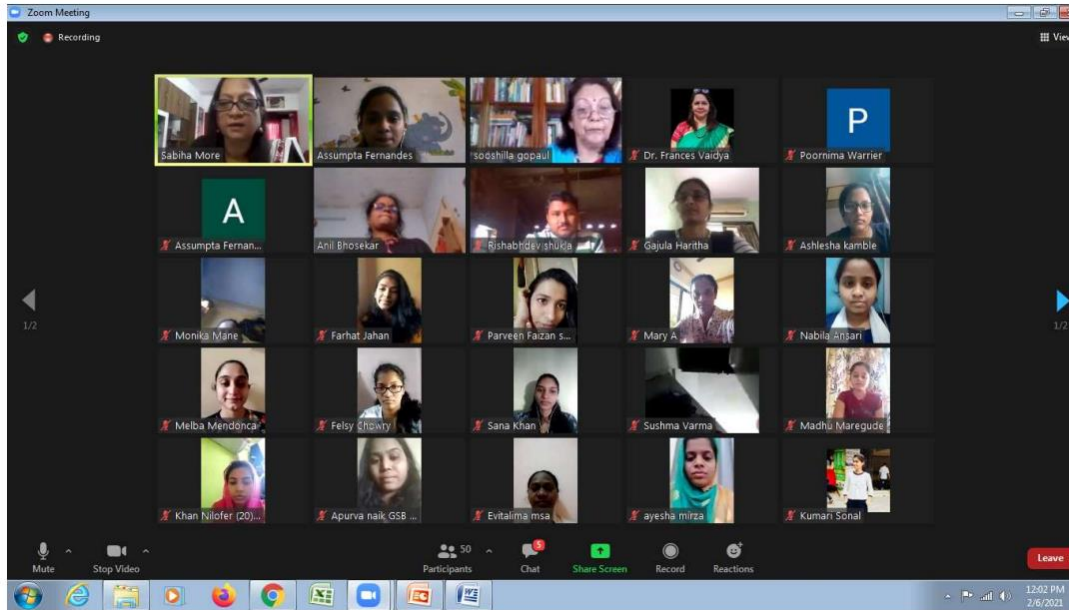 Zoom Meeting
Recording
View
Sabiha More
Assumpta Fernandes
sooshilla gopaul
Dr. Frances Vaidya
P
Poornima Warrier
A
Assumpta Fernan...
Anil Bhosekar
Rishabhdev shukla
Gajula Haritha
Ashlesha kamble
Monika Mane
Farhat Jahan
Parveen Faizan s...
Mary A
Nabila Ansari
1/2
1/2
Melba Mendonca
Felsy Chowry
Sana Khan
Sushma Varma
Madhu Maregude
Khan Nilofer (20)...
Apurva naik GSB ...
Evitalima msa
ayesha mirza
Kumari Sonal
Mute
Stop Video
50
Participants
5
Chat
Share Screen
Record
Reactions
Leave
12:02 PM
2/6/2021